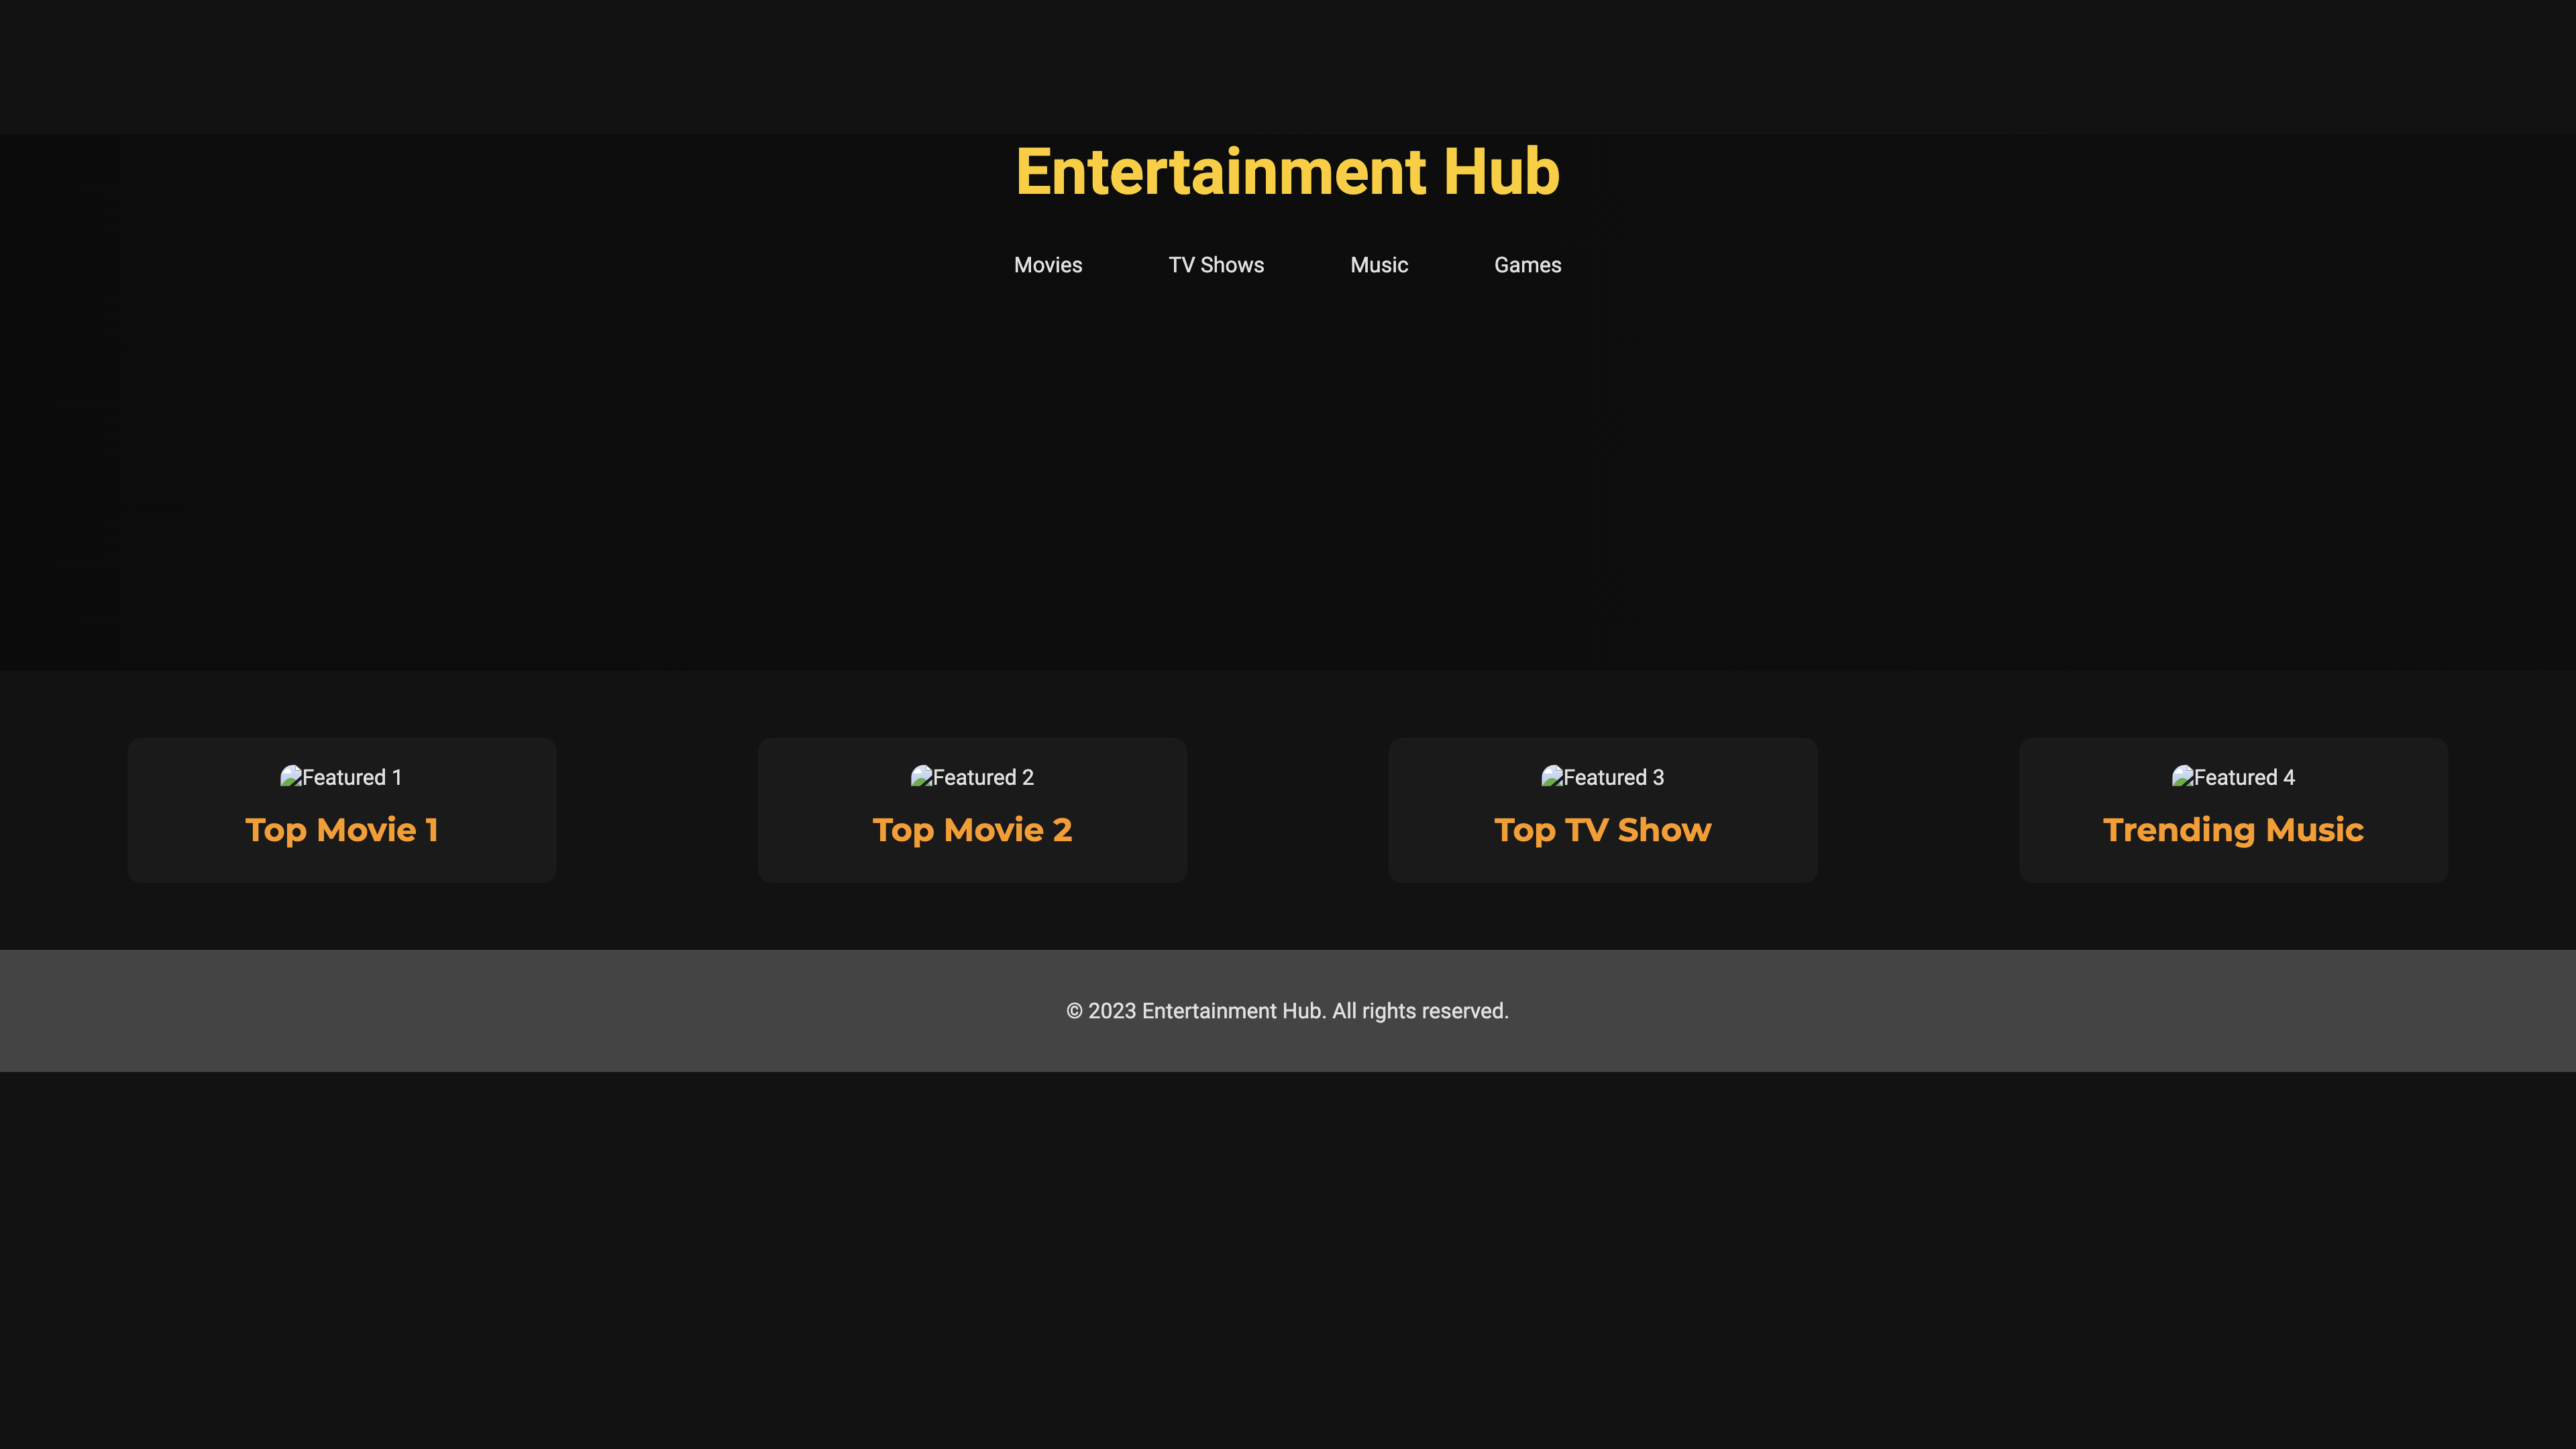 Entertainment Hub
Movies TV Shows Music Games
Featured 1 Featured 2 Featured 3 Featured 4
Top Movie 1 Top Movie 2 Top TV Show Trending Music
© 2023 Entertainment Hub. All rights reserved.